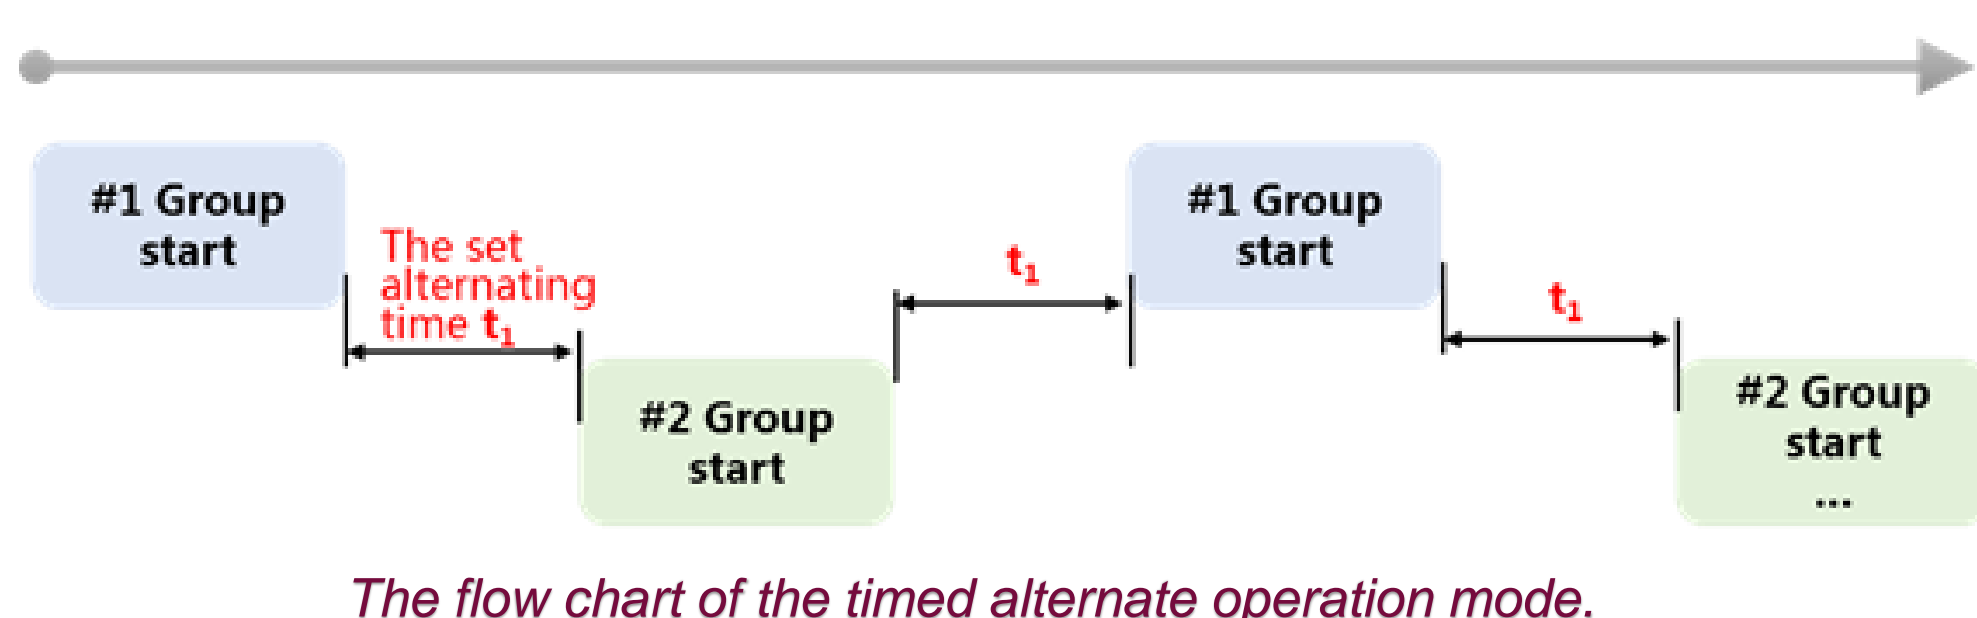 #1 Group
start
The set
alternating
time t₁
#2 Group
start
t₁
#1 Group
start
t₁
#2 Group
start
...
The flow chart of the timed alternate operation mode.